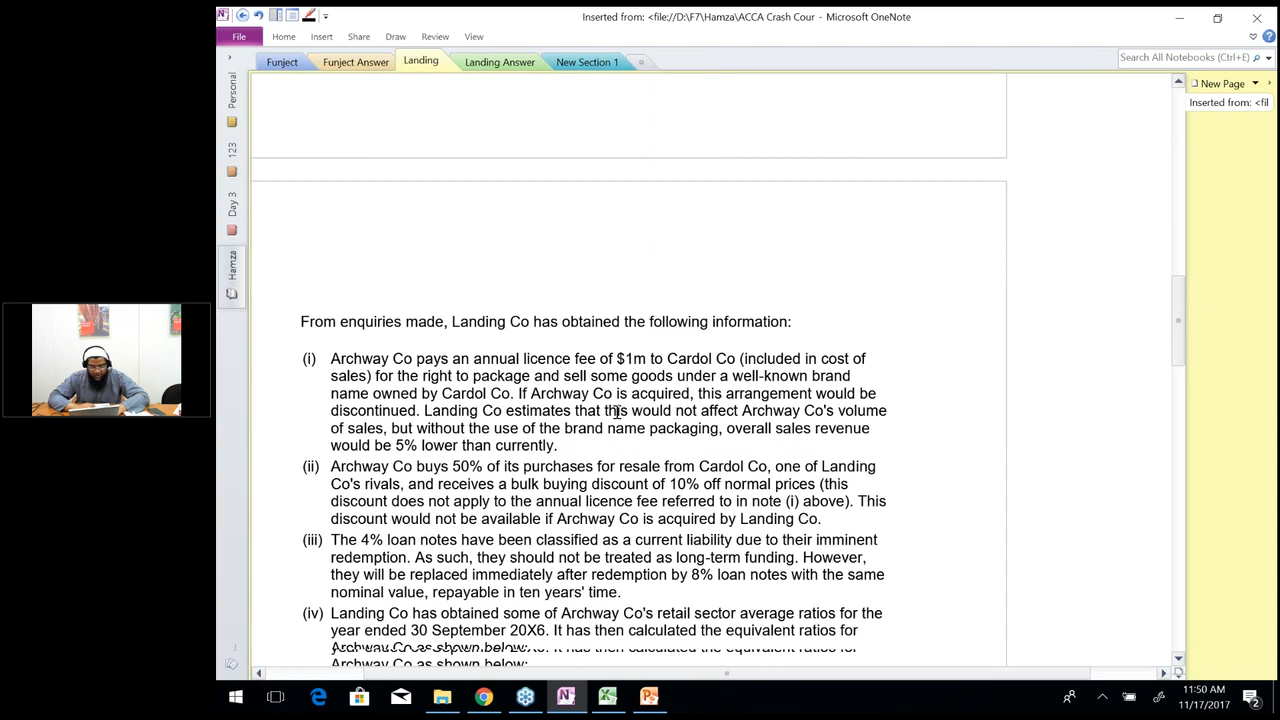 Inserted from: <file://D:\F7\Hamza\ACCA Crash Cour - Microsoft OneNote
File
Home
Insert
Share
Draw
Review
View
Funject
Funject Answer
Landing
Landing Answer
New Section 1
Search All Notebooks (Ctrl+E)
New Page
Inserted from: <fil
Personal
123
Day 3
Hamza
From enquiries made, Landing Co has obtained the following information:
(i) Archway Co pays an annual licence fee of $1m to Cardol Co (included in cost of
sales) for the right to package and sell some goods under a well-known brand
name owned by Cardol Co. If Archway Co is acquired, this arrangement would be
discontinued. Landing Co estimates that this would not affect Archway Co's volume
of sales, but without the use of the brand name packaging, overall sales revenue
would be 5% lower than currently.
(ii) Archway Co buys 50% of its purchases for resale from Cardol Co, one of Landing
Co's rivals, and receives a bulk buying discount of 10% off normal prices (this
discount does not apply to the annual licence fee referred to in note (i) above). This
discount would not be available if Archway Co is acquired by Landing Co.
(iii) The 4% loan notes have been classified as a current liability due to their imminent
redemption. As such, they should not be treated as long-term funding. However,
they will be replaced immediately after redemption by 8% loan notes with the same
nominal value, repayable in ten years' time.
(iv) Landing Co has obtained some of Archway Co's retail sector average ratios for the
year ended 30 September 20X6. It has then calculated the equivalent ratios for
Archway Co as shown below:
11:50 AM
11/17/2017
2